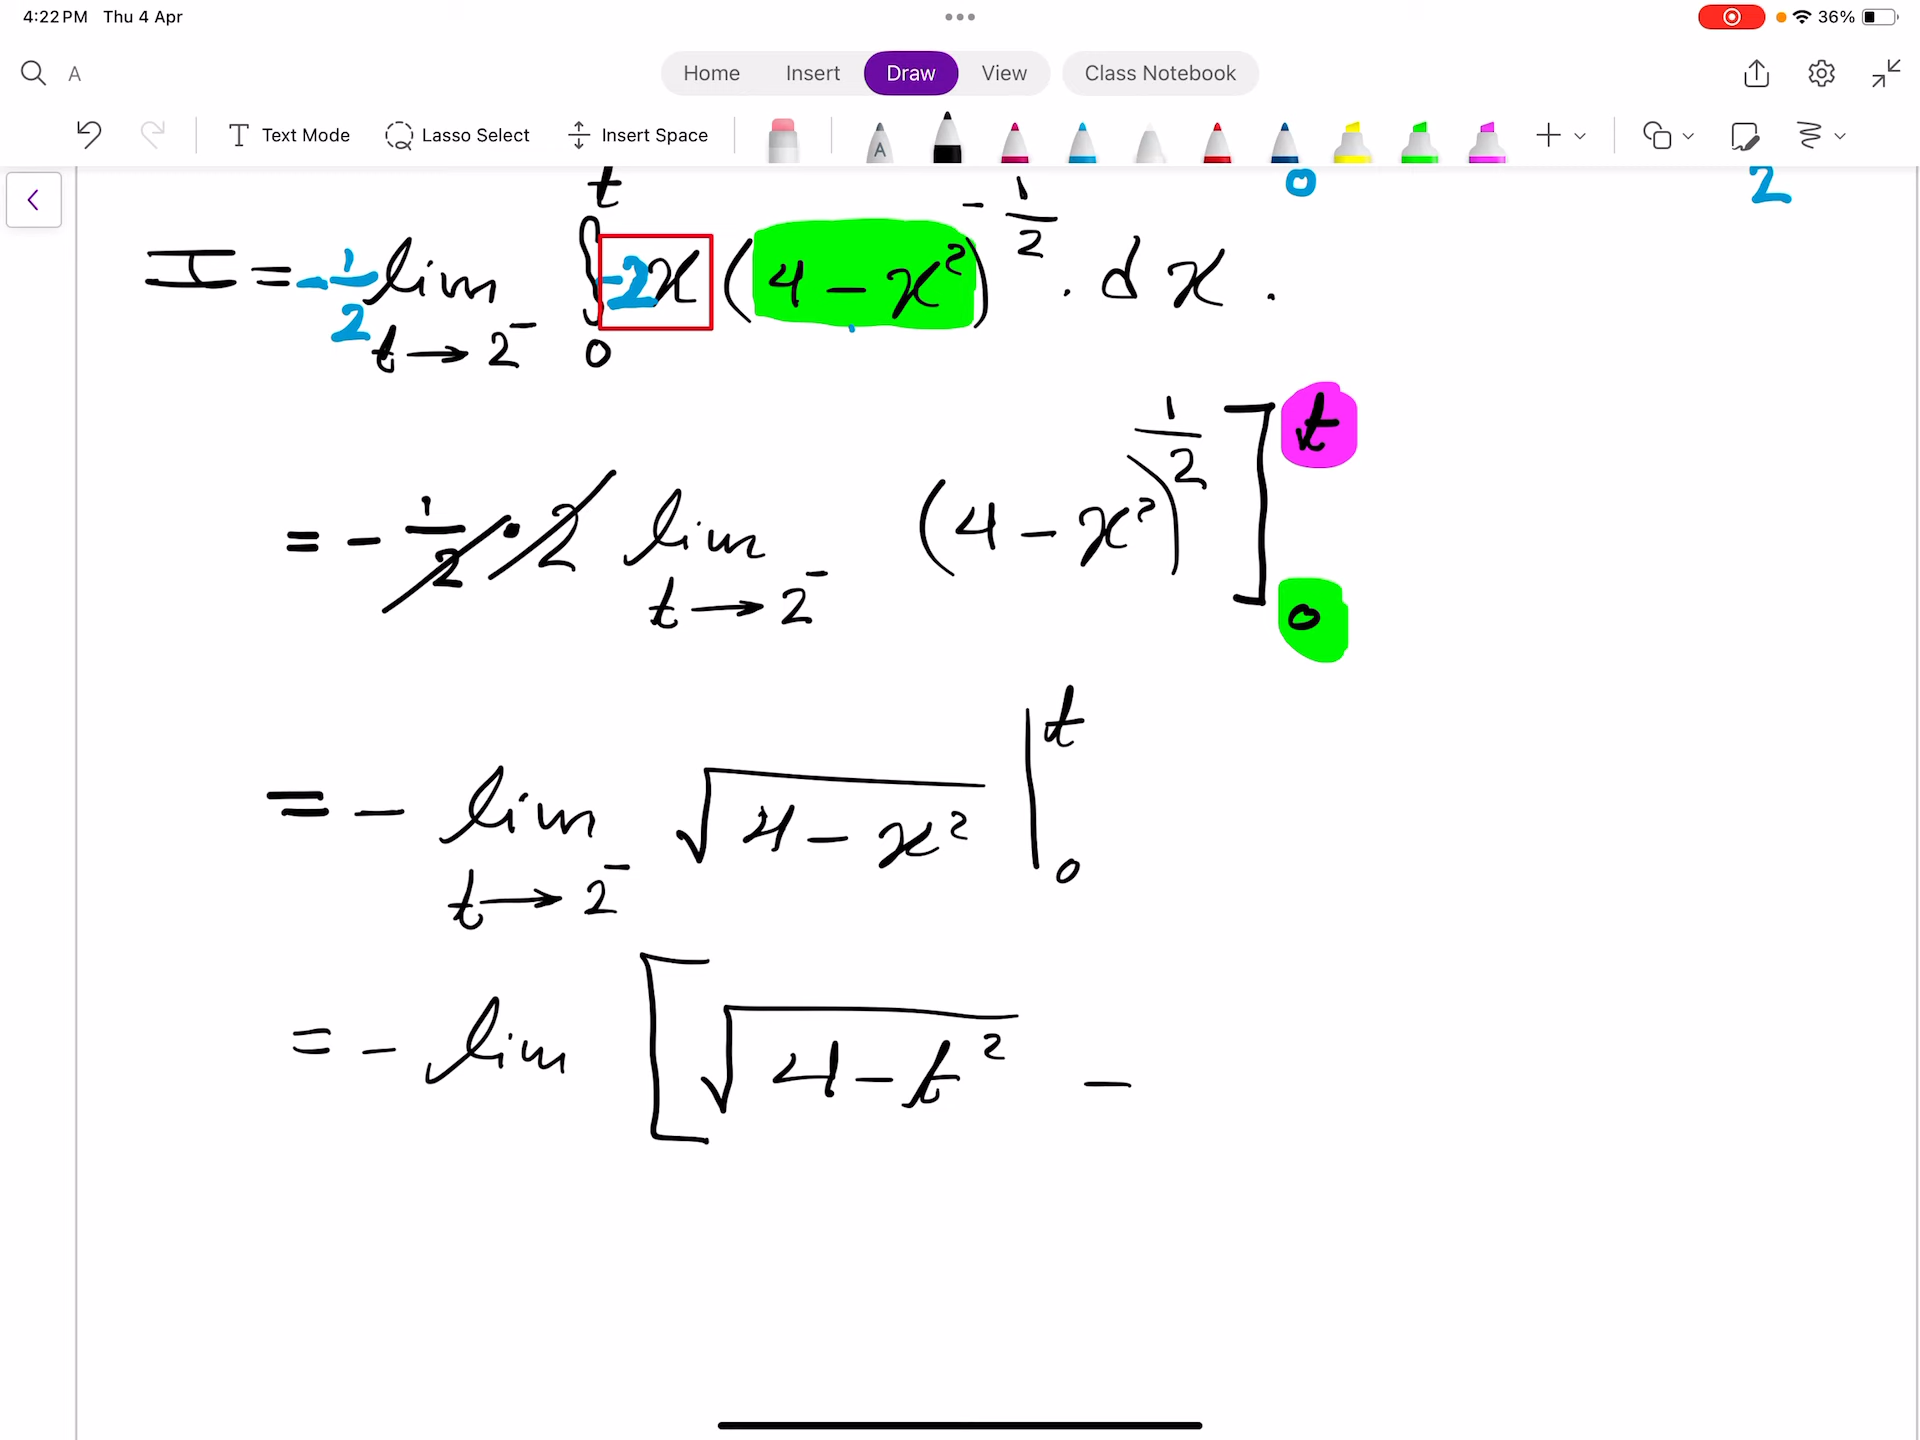 4:22 PM Thu 4 Apr
36%
A
Home Insert Draw View Class Notebook
T Text Mode Lasso Select Insert Space A
0 2
I = -1/2 lim t→2⁻ ∫₀ᵗ -2x (4 - x²)^(-1/2) . dx .
= - 1/2 · 2 lim t→2⁻ (4 - x²)^(1/2) ]₀ᵗ
= - lim t→2⁻ √(4 - x²) |₀ᵗ
= - lim [ √(4 - t²) -